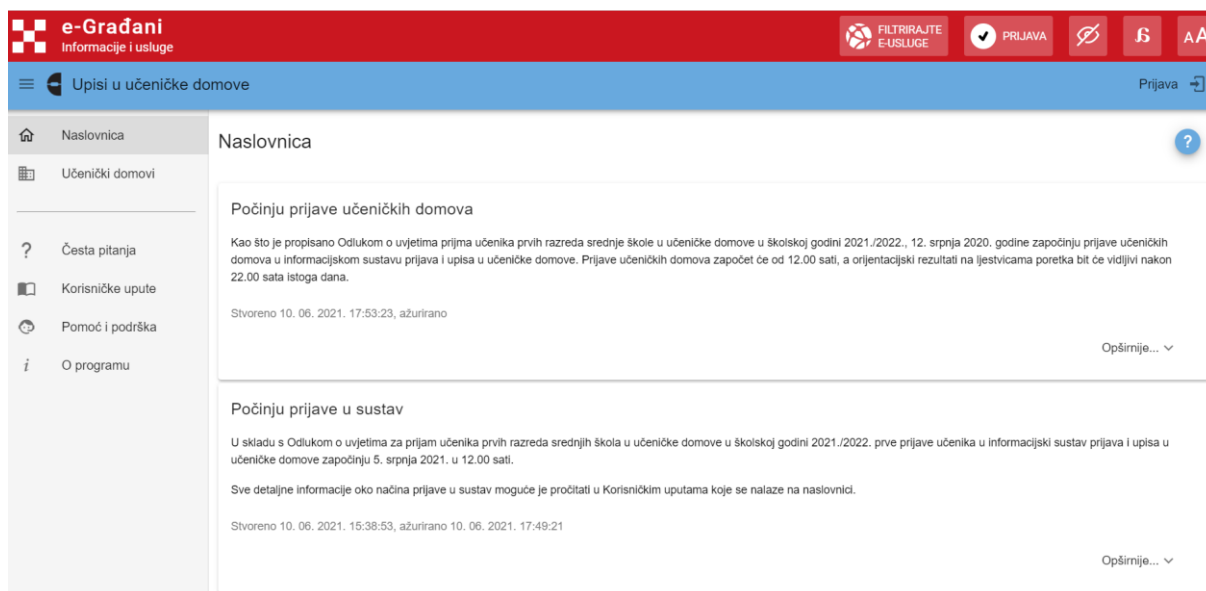 e-Građani
Informacije i usluge
FILTRIRAJTE
E-USLUGE
PRIJAVA
AA
Upisi u učeničke domove
Prijava
Naslovnica
Učenički domovi
? Česta pitanja
Korisničke upute
Pomoć i podrška
i O programu
Naslovnica
?
Počinju prijave učeničkih domova
Kao što je propisano Odlukom o uvjetima prijma učenika prvih razreda srednje škole u učeničke domove u školskoj godini 2021./2022., 12. srpnja 2020. godine započinju prijave učeničkih
domova u informacijskom sustavu prijava i upisa u učeničke domove. Prijave učeničkih domova započet će od 12.00 sati, a orijentacijski rezultati na ljestvicama poretka bit će vidljivi nakon
22.00 sata istoga dana.
Stvoreno 10. 06. 2021. 17:53:23, ažurirano
Opširnije...
Počinju prijave u sustav
U skladu s Odlukom o uvjetima za prijam učenika prvih razreda srednjih škola u učeničke domove u školskoj godini 2021./2022. prve prijave učenika u informacijski sustav prijava i upisa u
učeničke domove započinju 5. srpnja 2021. u 12.00 sati.
Sve detaljne informacije oko načina prijave u sustav moguće je pročitati u Korisničkim uputama koje se nalaze na naslovnici.
Stvoreno 10. 06. 2021. 15:38:53, ažurirano 10. 06. 2021. 17:49:21
Opširnije...